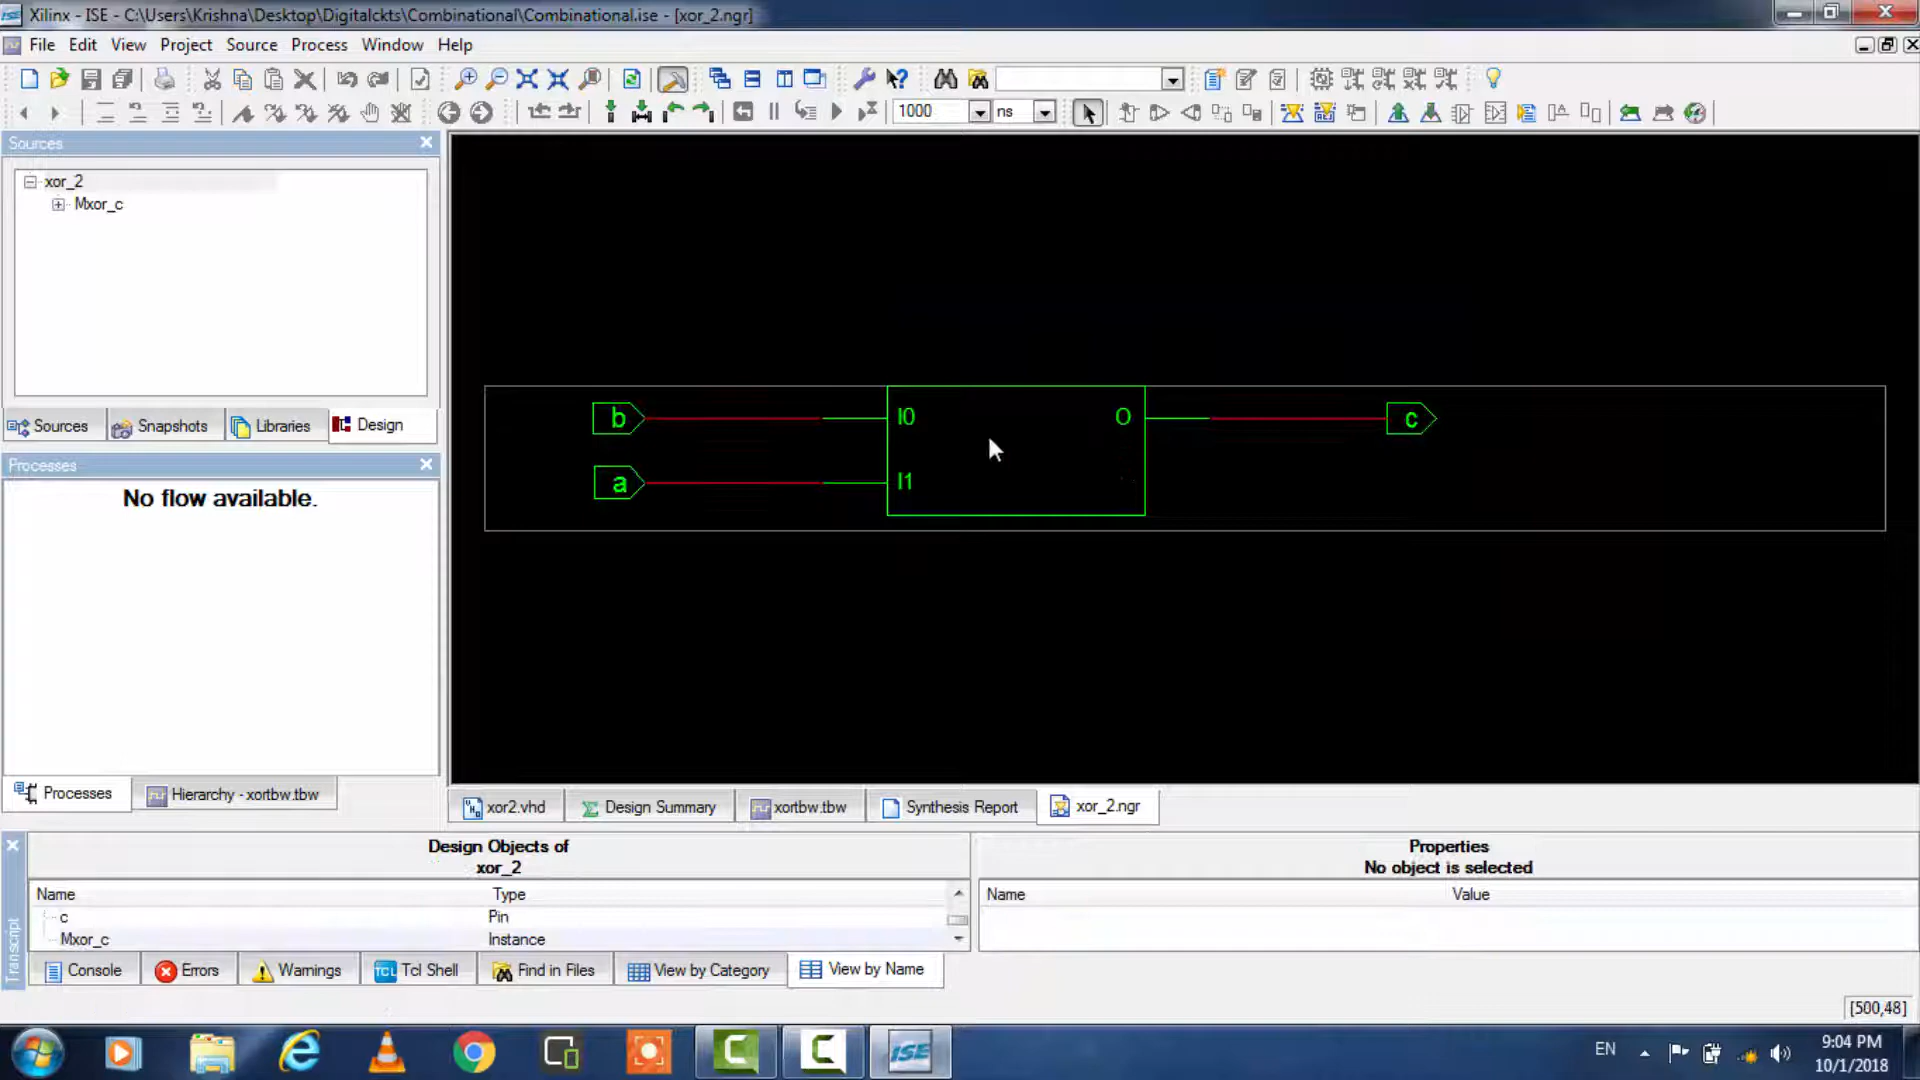 ISE Xilinx - ISE - C:\Users\Krishna\Desktop\Digitalckts\Combinational\Combinational.ise - [xor_2.ngr]
File Edit View Project Source Process Window Help
1000 ns
Sources
xor_2
Mxor_c
Sources Snapshots Libraries Design
Processes
No flow available.
b I0 O c
a I1
Processes Hierarchy - xortbw.tbw
xor2.vhd Design Summary xortbw.tbw Synthesis Report xor_2.ngr
Transcript
Design Objects of
xor_2
Name Type
c Pin
Mxor_c Instance
Properties
No object is selected
Name Value
Console Errors Warnings TCL Tcl Shell Find in Files View by Category View by Name
[500,48]
ISE
EN
9:04 PM
10/1/2018